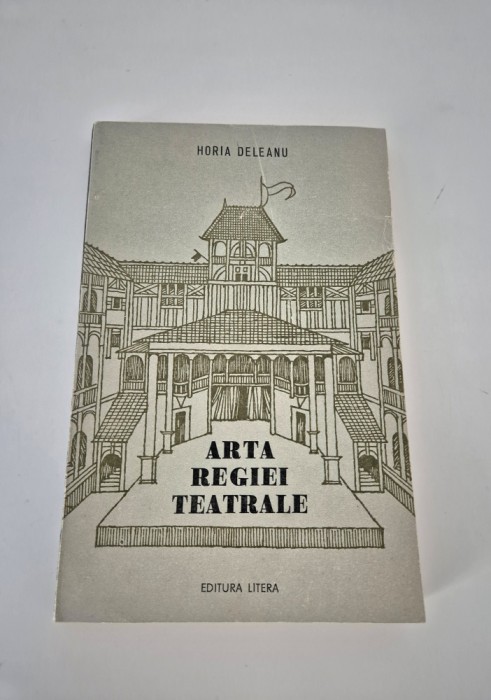 HORIA DELEANU
ARTA
REGIEI
TEATRALE
EDITURA LITERA